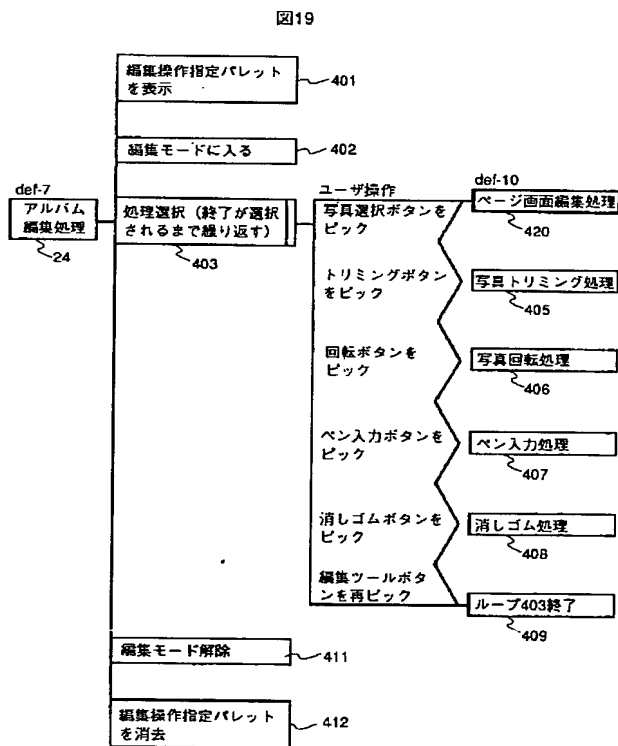 図19
編集操作指定パレット
を表示
401
編集モードに入る
402
def-7
アルバム
編集処理
24
処理選択（終了が選択
されるまで繰り返す）
403
ユーザ操作
写真選択ボタンを
ピック
def-10
ページ画面編集処理
420
トリミングボタン
をピック
写真トリミング処理
405
回転ボタンを
ピック
写真回転処理
406
ペン入力ボタンを
ピック
ペン入力処理
407
消しゴムボタンを
ピック
消しゴム処理
408
編集ツールボタ
ンを再ピック
ループ403終了
409
編集モード解除
411
編集操作指定パレット
を消去
412